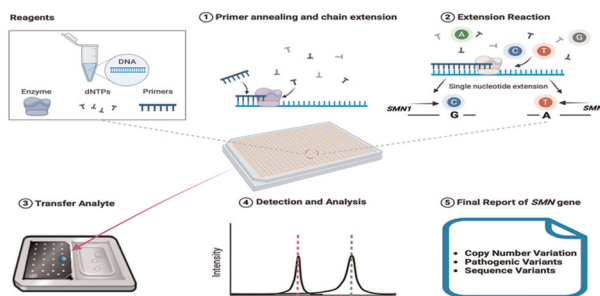 Reagents
DNA
Enzyme
dNTPs
Primers
① Primer annealing and chain extension
② Extension Reaction
A
C
T
G
Single nucleotide extension
SMN1
C
G
T
A
SM
③ Transfer Analyte
④ Detection and Analysis
Intensity
⑤ Final Report of SMN gene
• Copy Number Variation
• Pathogenic Variants
• Sequence Variants